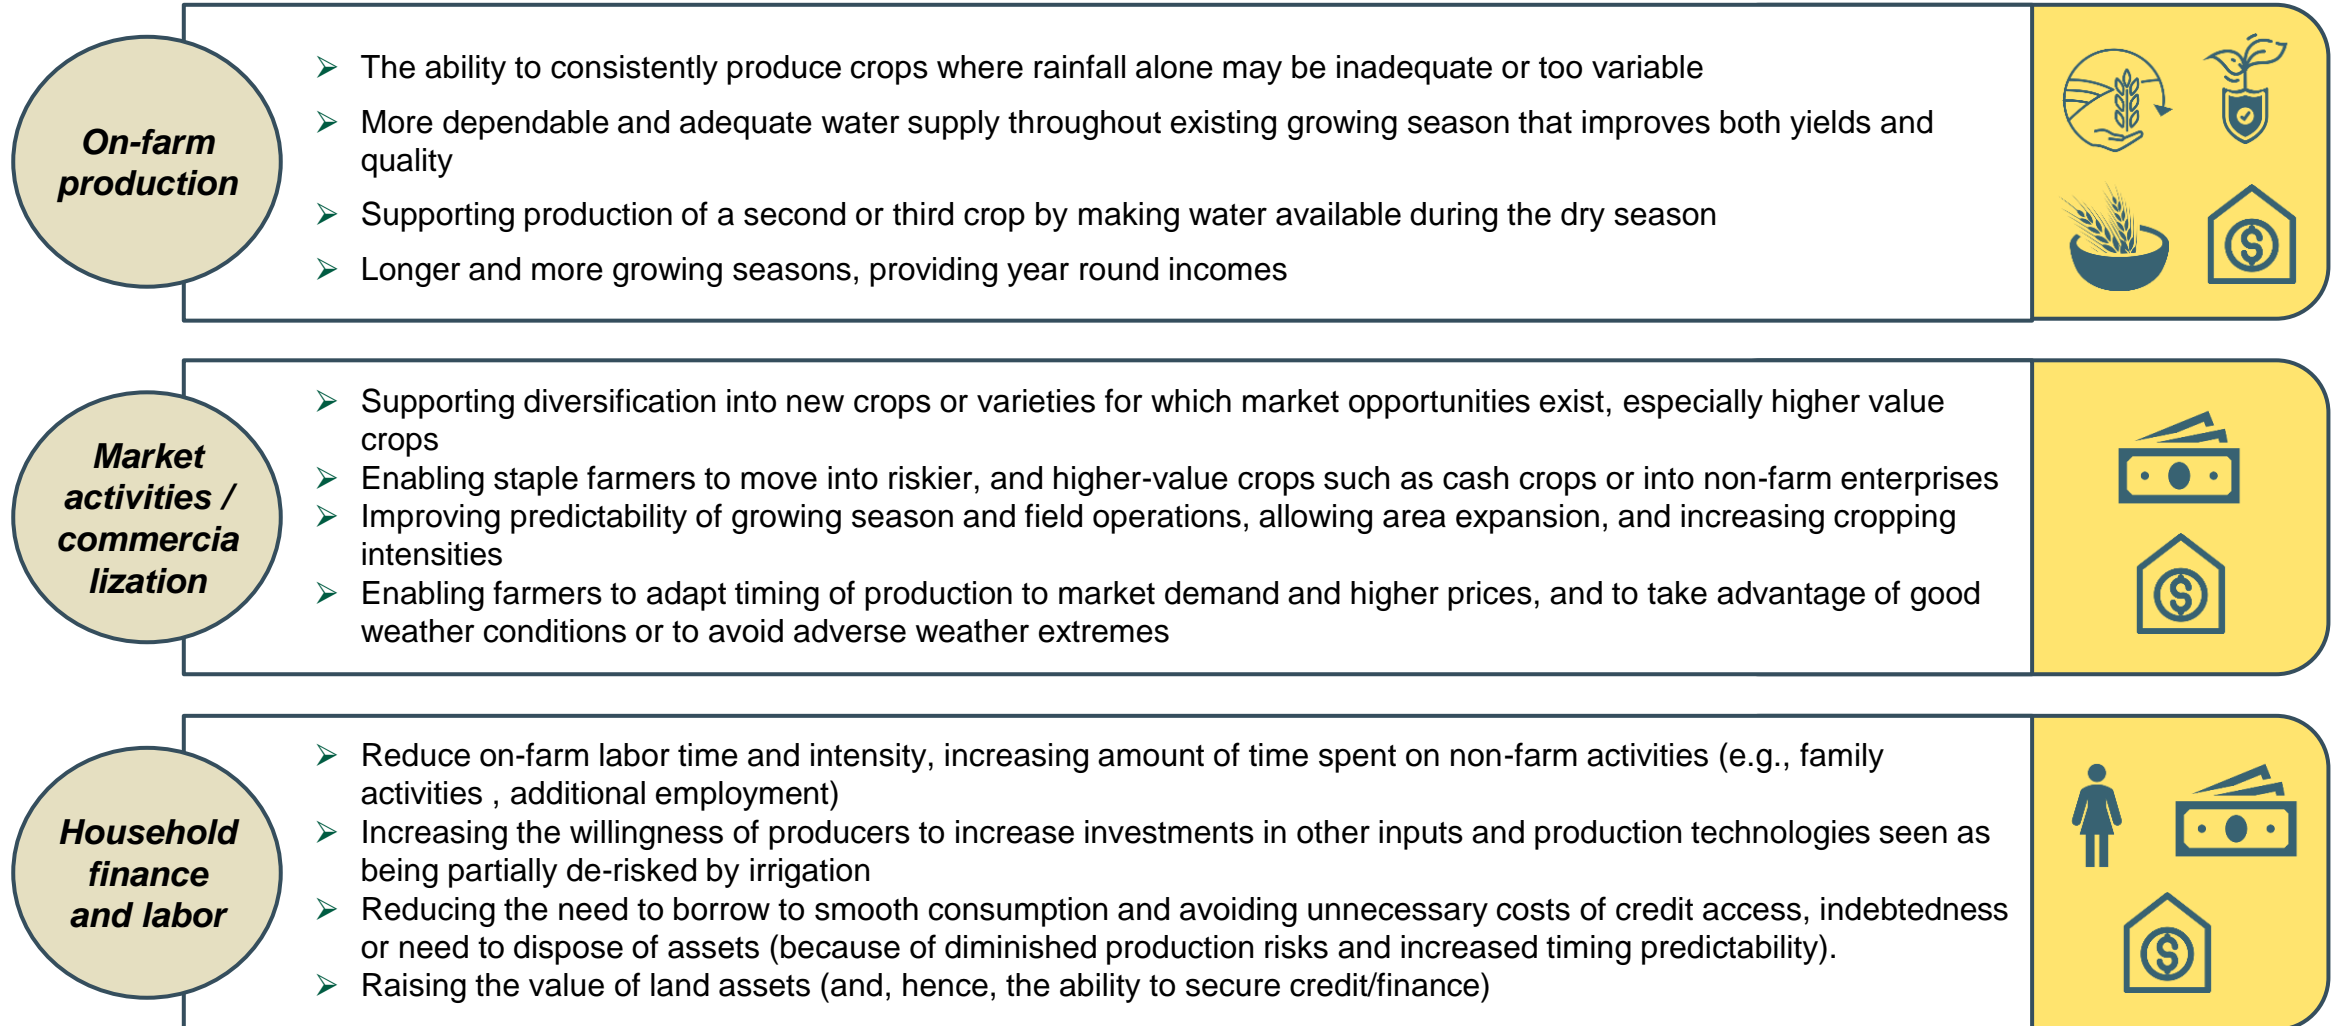 On-farm
production
➢ The ability to consistently produce crops where rainfall alone may be inadequate or too variable
➢ More dependable and adequate water supply throughout existing growing season that improves both yields and
quality
➢ Supporting production of a second or third crop by making water available during the dry season
➢ Longer and more growing seasons, providing year round incomes
Market
activities /
commercia
lization
➢ Supporting diversification into new crops or varieties for which market opportunities exist, especially higher value
crops
➢ Enabling staple farmers to move into riskier, and higher-value crops such as cash crops or into non-farm enterprises
➢ Improving predictability of growing season and field operations, allowing area expansion, and increasing cropping
intensities
➢ Enabling farmers to adapt timing of production to market demand and higher prices, and to take advantage of good
weather conditions or to avoid adverse weather extremes
Household
finance
and labor
➢ Reduce on-farm labor time and intensity, increasing amount of time spent on non-farm activities (e.g., family
activities , additional employment)
➢ Increasing the willingness of producers to increase investments in other inputs and production technologies seen as
being partially de-risked by irrigation
➢ Reducing the need to borrow to smooth consumption and avoiding unnecessary costs of credit access, indebtedness
or need to dispose of assets (because of diminished production risks and increased timing predictability).
➢ Raising the value of land assets (and, hence, the ability to secure credit/finance)